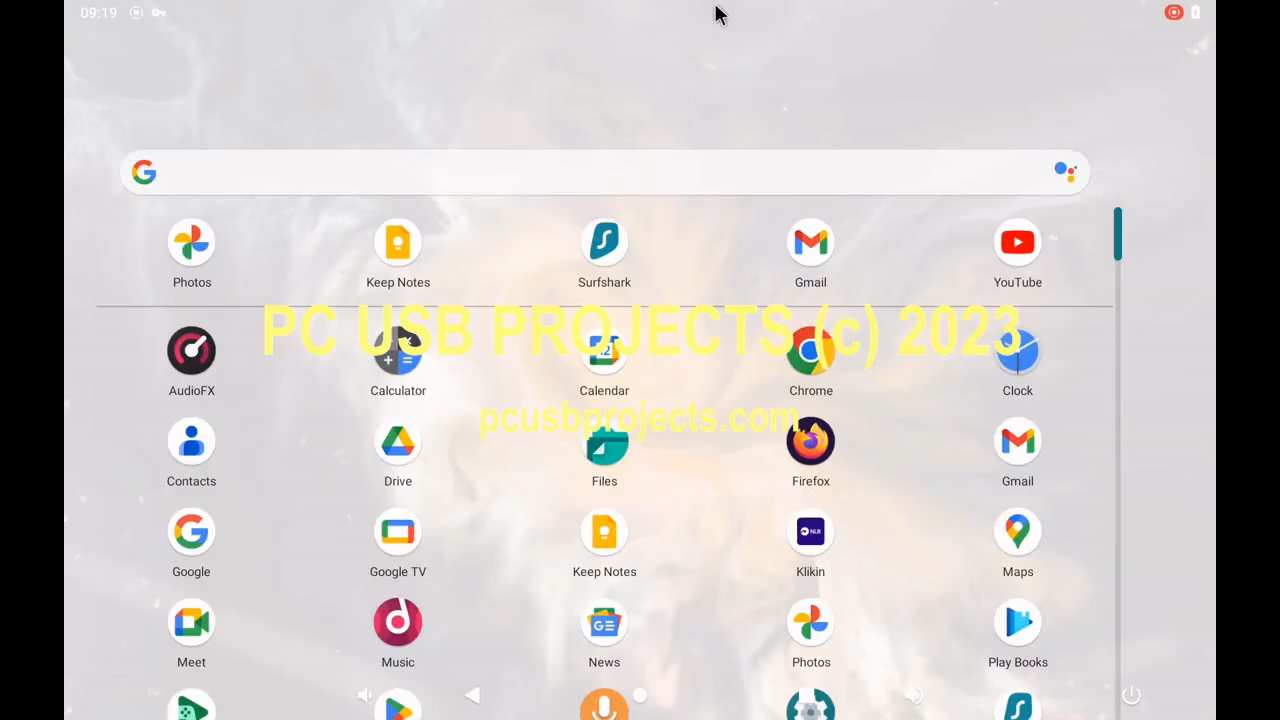 09:19
Photos Keep Notes Surfshark Gmail YouTube
PC USB PROJECTS (c) 2023
AudioFX Calculator Calendar Chrome Clock
pcusbprojects.com
Contacts Drive Files Firefox Gmail
Google Google TV Keep Notes Klikin Maps
Meet Music News Photos Play Books